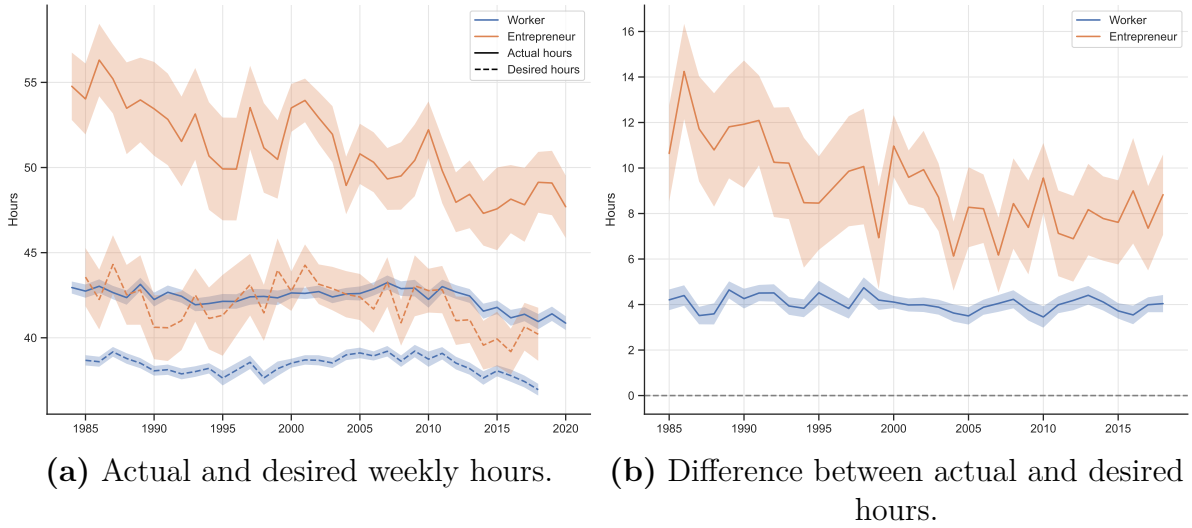 Worker
Entrepreneur
Actual hours
Desired hours
Hours
55
50
45
40
1985 1990 1995 2000 2005 2010 2015 2020
(a) Actual and desired weekly hours.
Worker
Entrepreneur
Hours
16
14
12
10
8
6
4
2
0
1985 1990 1995 2000 2005 2010 2015
(b) Difference between actual and desired
hours.